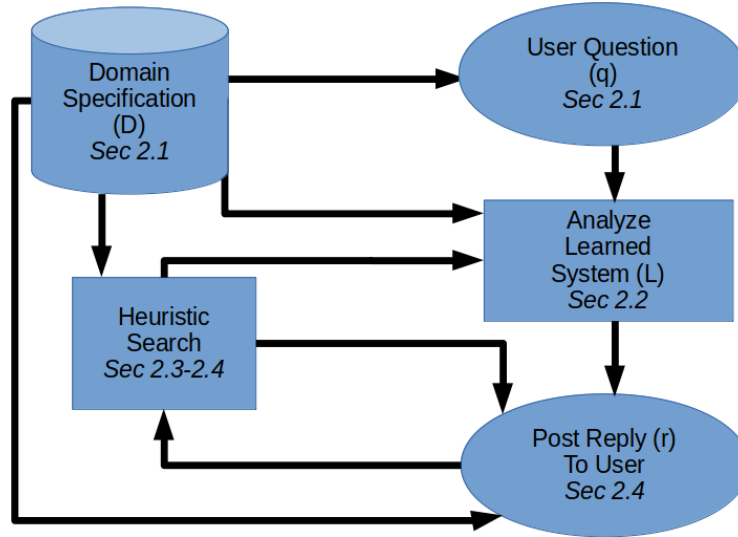 Domain
Specification
(D)
Sec 2.1
User Question
(q)
Sec 2.1
Analyze
Learned
System (L)
Sec 2.2
Heuristic
Search
Sec 2.3-2.4
Post Reply (r)
To User
Sec 2.4